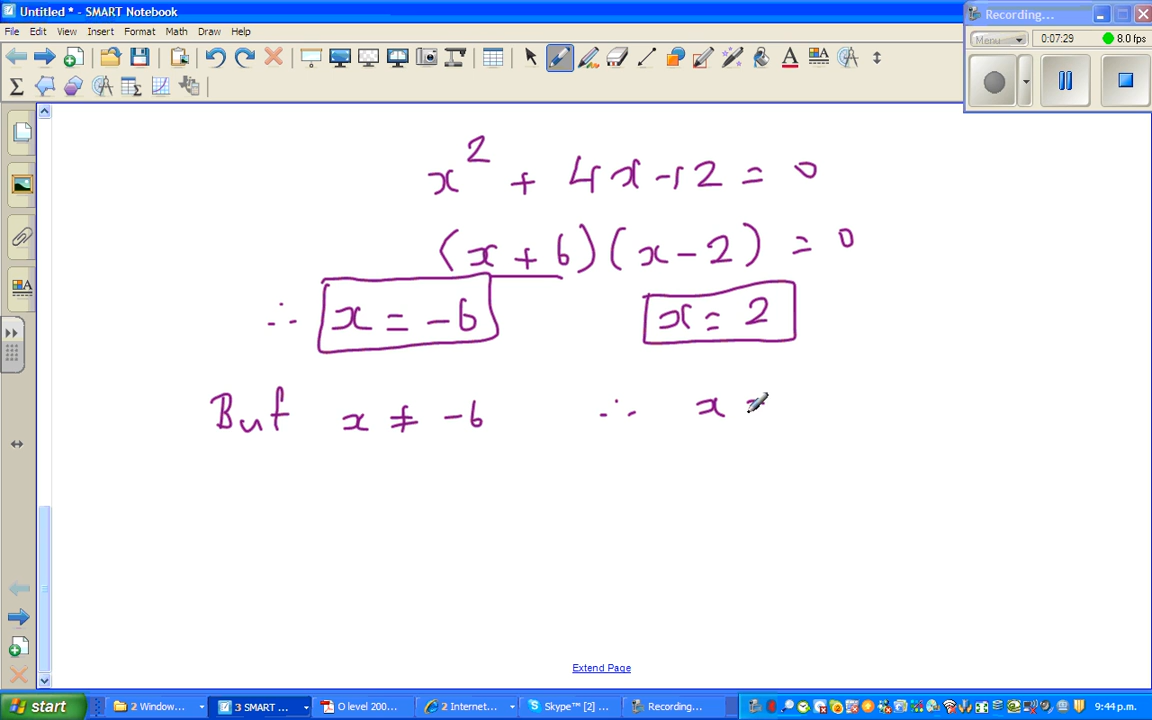 Untitled * - SMART Notebook
Recording...
File Edit View Insert Format Math Draw Help
Menu
0:07:29
8.0 fps
x² + 4x - 12 = 0
(x + 6)(x - 2) = 0
∴ x = -6 x = 2
But x ≠ -6 ∴ x =
Extend Page
start
2 Window...
3 SMART ...
O level 200...
2 Internet...
Skype™ [2] ...
Recording...
9:44 p.m.